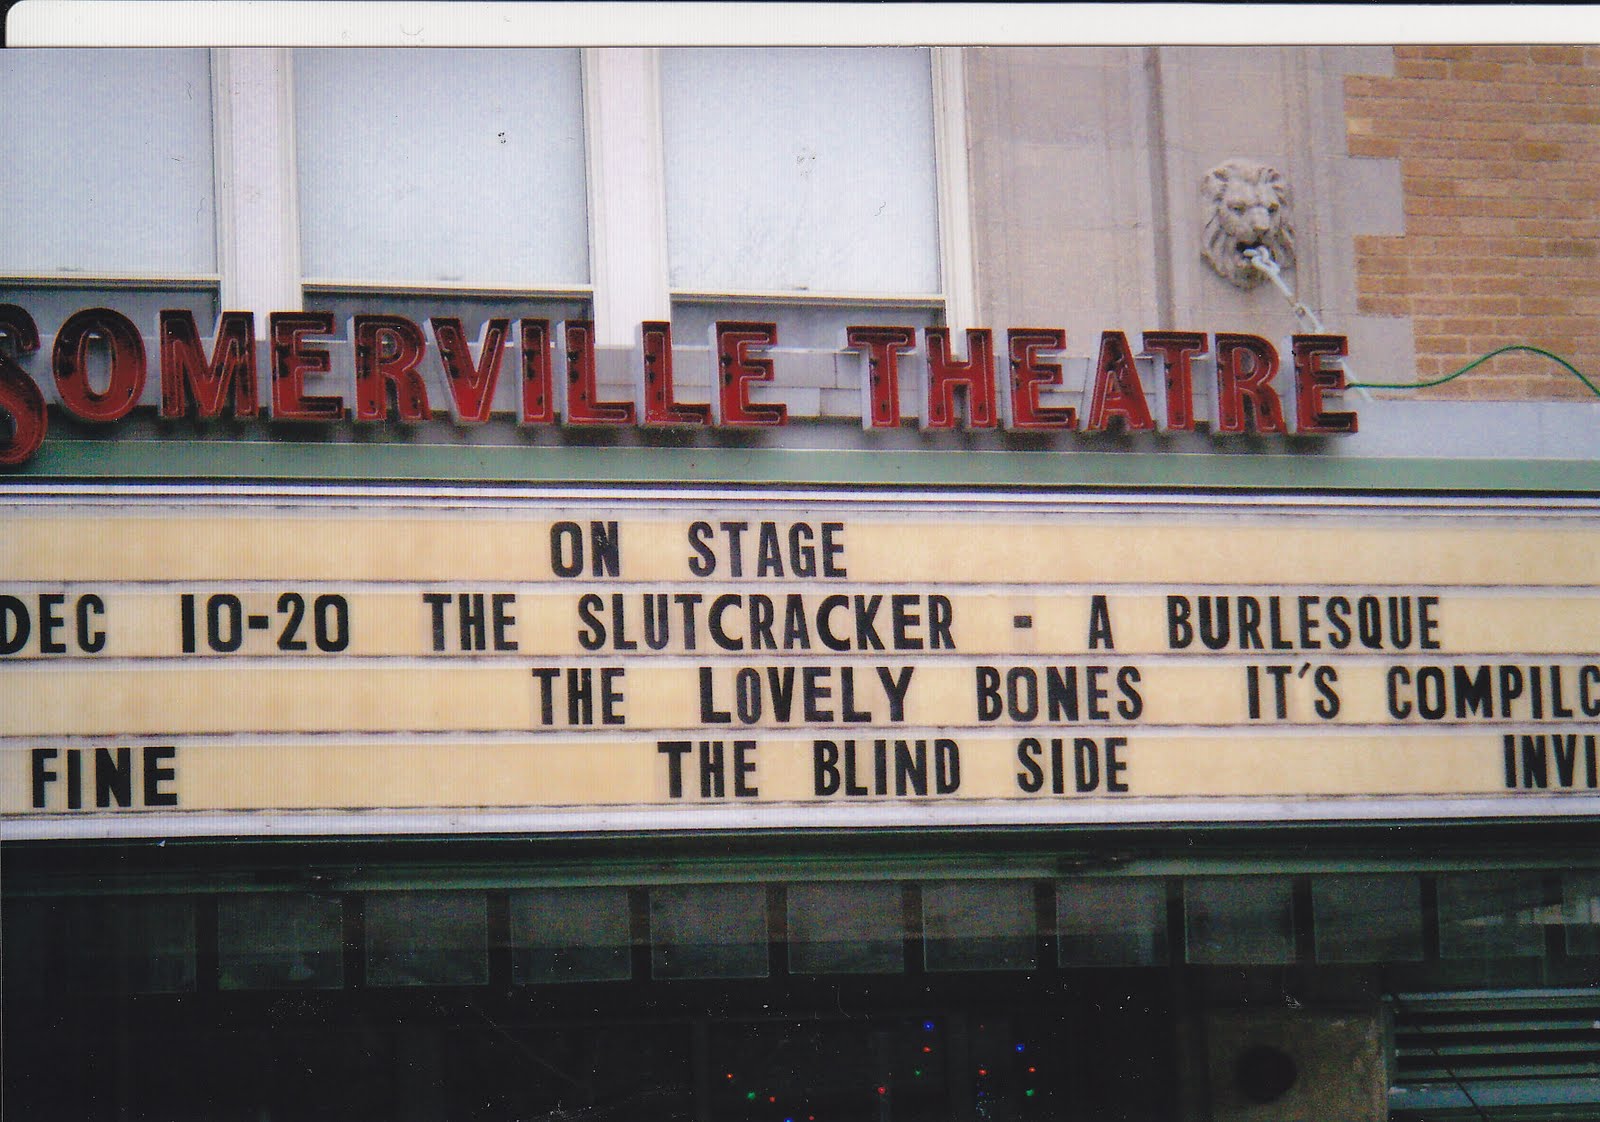 SOMERVILLE THEATRE
ON STAGE
DEC 10-20 THE SLUTCRACKER - A BURLESQUE
THE LOVELY BONES IT'S COMPILC
FINE THE BLIND SIDE INVI